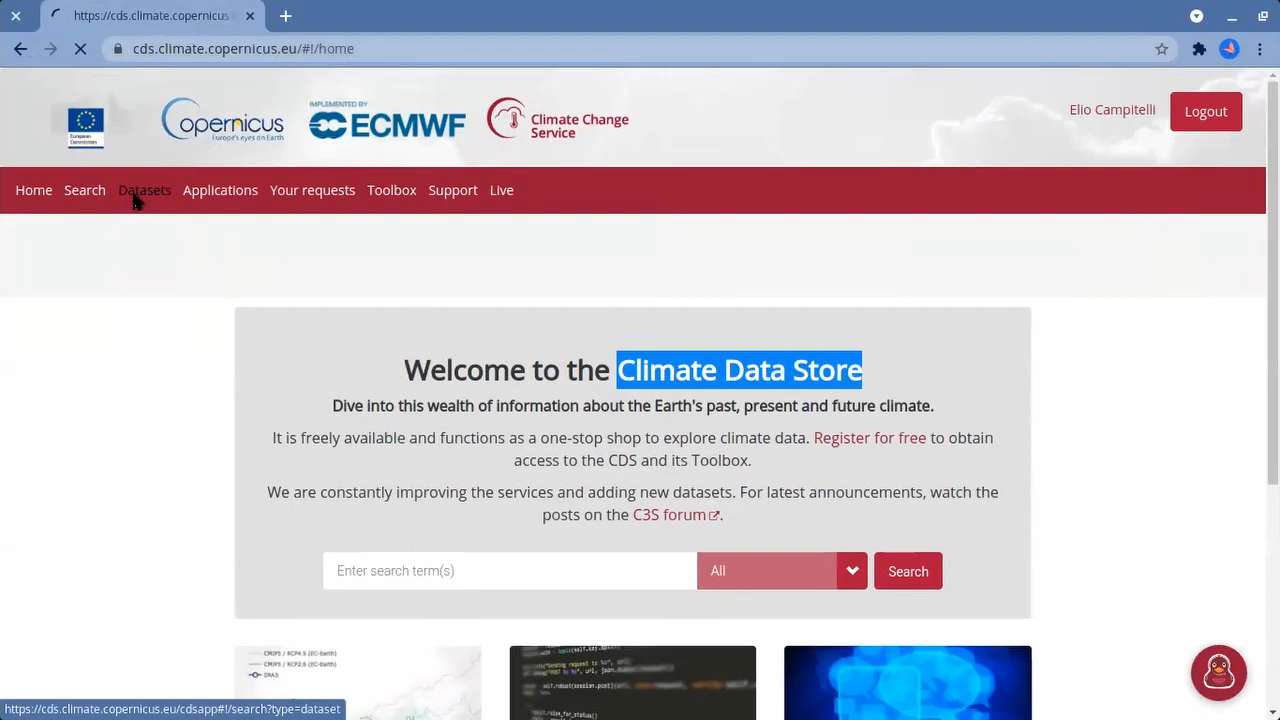 https://cds.climate.copernicus
cds.climate.copernicus.eu/#!/home
European
Commission
opernicus
Europe's eyes on Earth
IMPLEMENTED BY
ECMWF
Climate Change
Service
Elio Campitelli
Logout
Home Search Datasets Applications Your requests Toolbox Support Live
Welcome to the Climate Data Store
Dive into this wealth of information about the Earth's past, present and future climate.
It is freely available and functions as a one-stop shop to explore climate data. Register for free to obtain
access to the CDS and its Toolbox.
We are constantly improving the services and adding new datasets. For latest announcements, watch the
posts on the C3S forum.
Enter search term(s)
All
Search
CMIP5 / RCP4.5 (EC-Earth)
CMIP5 / RCP2.6 (EC-Earth)
ERA5
https://cds.climate.copernicus.eu/cdsapp#!/search?type=dataset